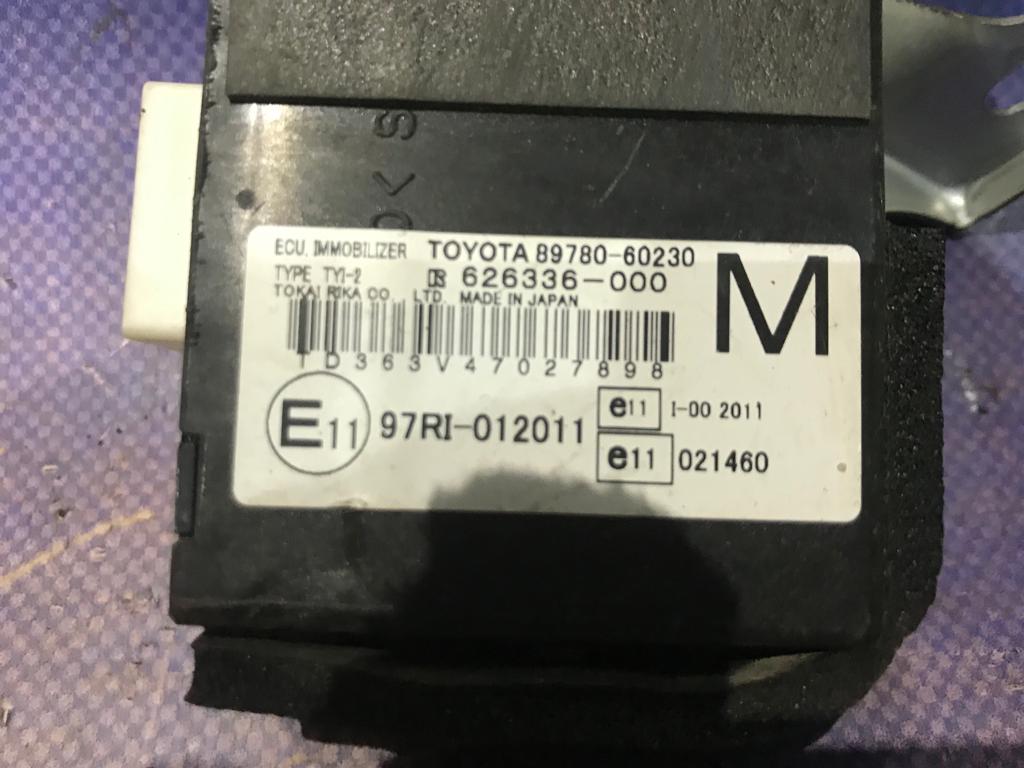 ECU, IMMOBILIZER TOYOTA 89780-60230
TYPE TYI-2 626336-000
TOKAI RIKA CO., LTD. MADE IN JAPAN
M
TD363V47027898
E11 97RI-012011
e11 I-00 2011
e11 021460